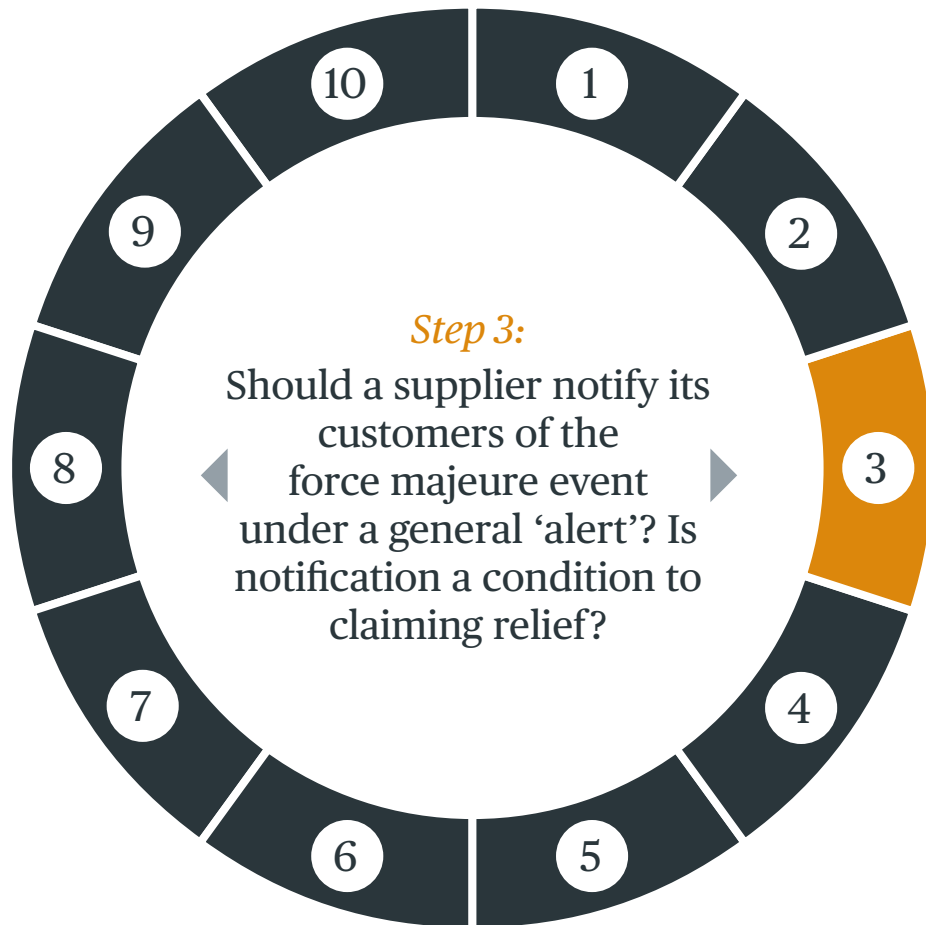 10
1
9
2
Step 3:
Should a supplier notify its
customers of the
force majeure event
under a general ‘alert’? Is
notification a condition to
claiming relief?
8
3
7
4
6
5